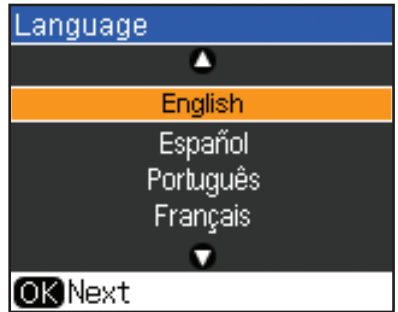 Language
English
Español
Português
Français
OK Next